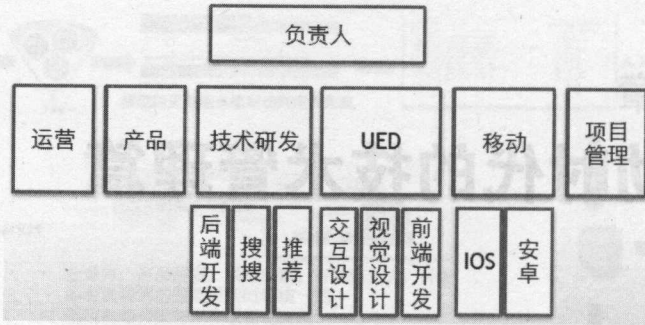 负责人
运营
产品
技术研发
UED
移动
项目
管理
后端开发
搜搜
推荐
交互设计
视觉设计
前端开发
IOS
安卓